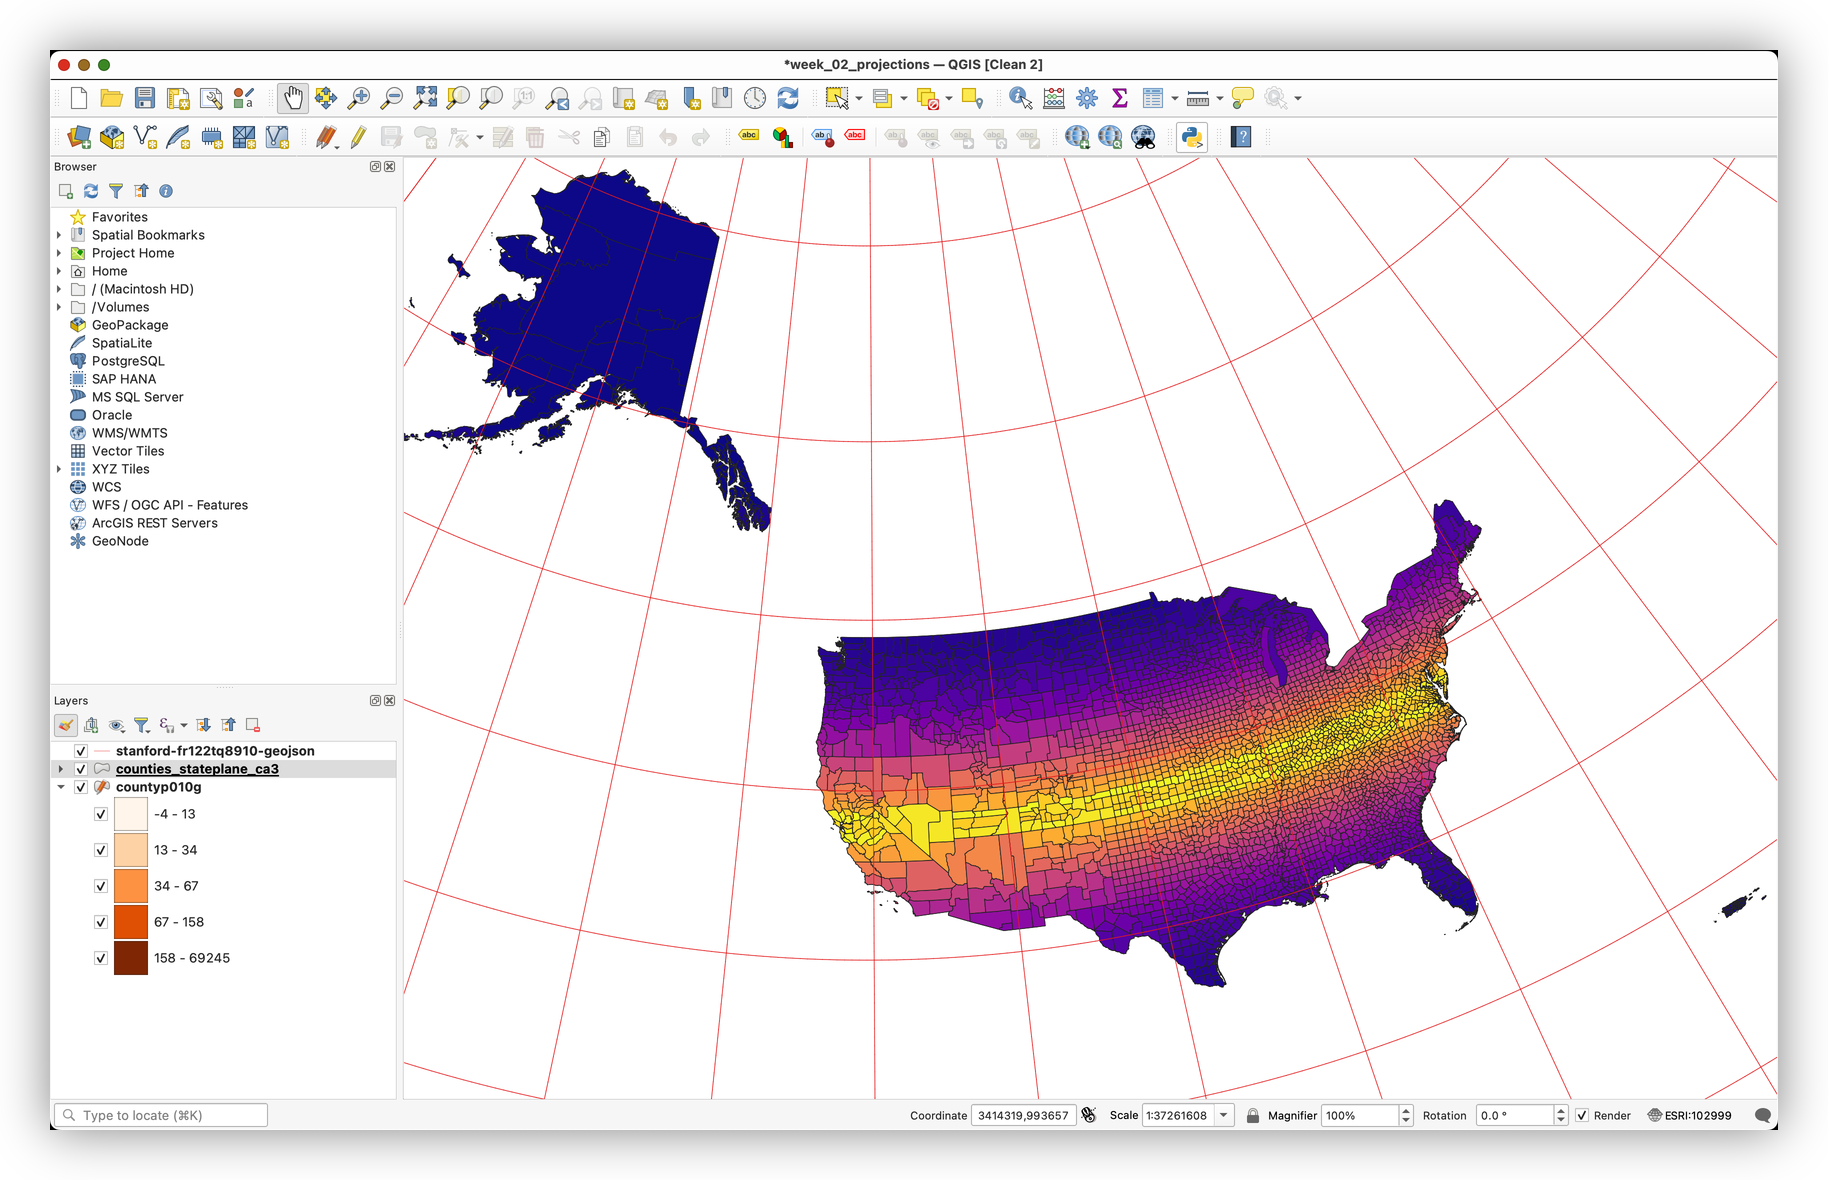 *week_02_projections — QGIS [Clean 2]
Browser
Favorites
Spatial Bookmarks
Project Home
Home
/ (Macintosh HD)
/Volumes
GeoPackage
SpatiaLite
PostgreSQL
SAP HANA
MS SQL Server
Oracle
WMS/WMTS
Vector Tiles
XYZ Tiles
WCS
WFS / OGC API - Features
ArcGIS REST Servers
GeoNode
Layers
stanford-fr122tq8910-geojson
counties_stateplane_ca3
countyp010g
-4 - 13
13 - 34
34 - 67
67 - 158
158 - 69245
Type to locate (⌘K)
Coordinate 3414319,993657 Scale 1:37261608 Magnifier 100% Rotation 0.0 ° Render ESRI:102999